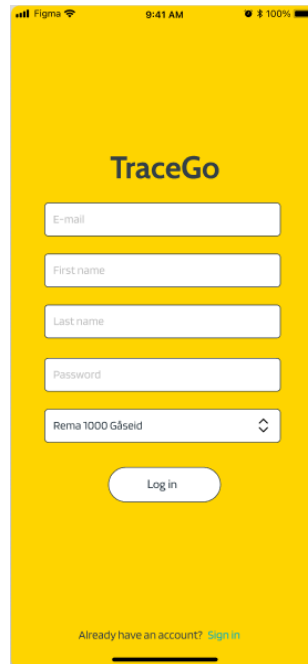 Figma 9:41 AM 100%
TraceGo
E-mail
First name
Last name
Password
Rema 1000 Gåseid
Log in
Already have an account? Sign in